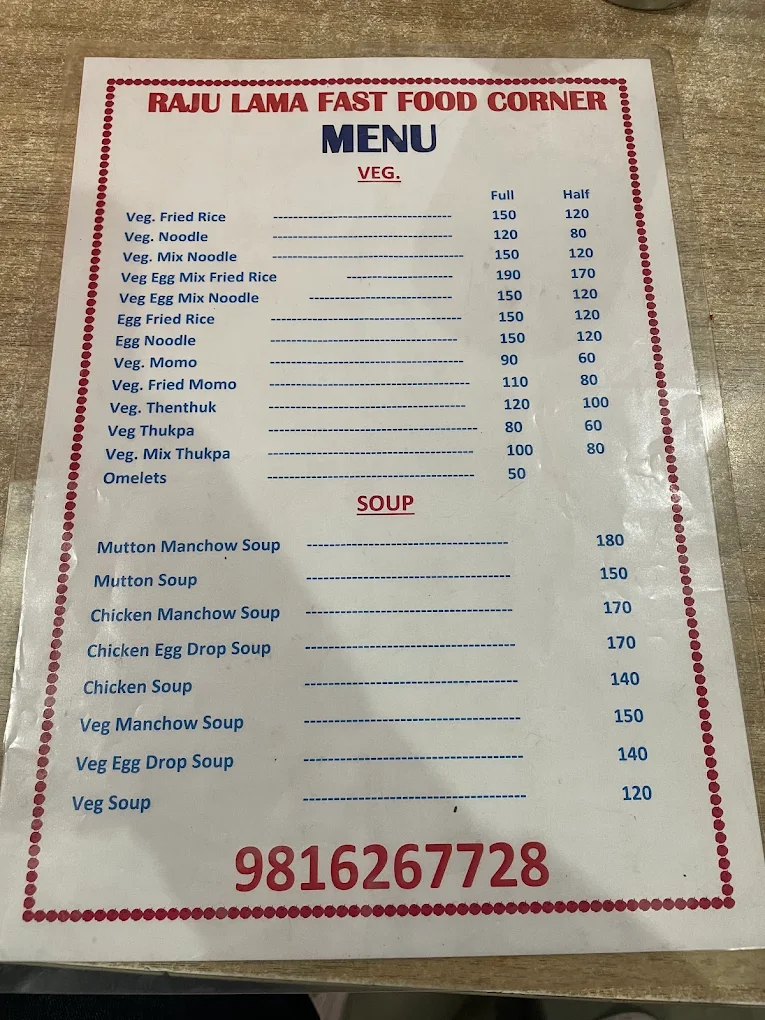 RAJU LAMA FAST FOOD CORNER
MENU
VEG.
Full Half
Veg. Fried Rice ------------------------------------ 150 120
Veg. Noodle ------------------------------------ 120 80
Veg. Mix Noodle -------------------------------------- 150 120
Veg Egg Mix Fried Rice --------------------- 190 170
Veg Egg Mix Noodle ----------------------------- 150 120
Egg Fried Rice -------------------------------------- 150 120
Egg Noodle ------------------------------------- 150 120
Veg. Momo -------------------------------------- 90 60
Veg. Fried Momo --------------------------------------- 110 80
Veg. Thenthuk -------------------------------------- 120 100
Veg Thukpa ---------------------------------------- 80 60
Veg. Mix Thukpa --------------------------------------- 100 80
Omelets --------------------------------------- 50
SOUP
Mutton Manchow Soup ------------------------------------ 180
Mutton Soup ------------------------------------ 150
Chicken Manchow Soup ------------------------------------ 170
Chicken Egg Drop Soup ------------------------------------ 170
Chicken Soup ------------------------------------ 140
Veg Manchow Soup ------------------------------------ 150
Veg Egg Drop Soup ------------------------------------ 140
Veg Soup ------------------------------------ 120
9816267728